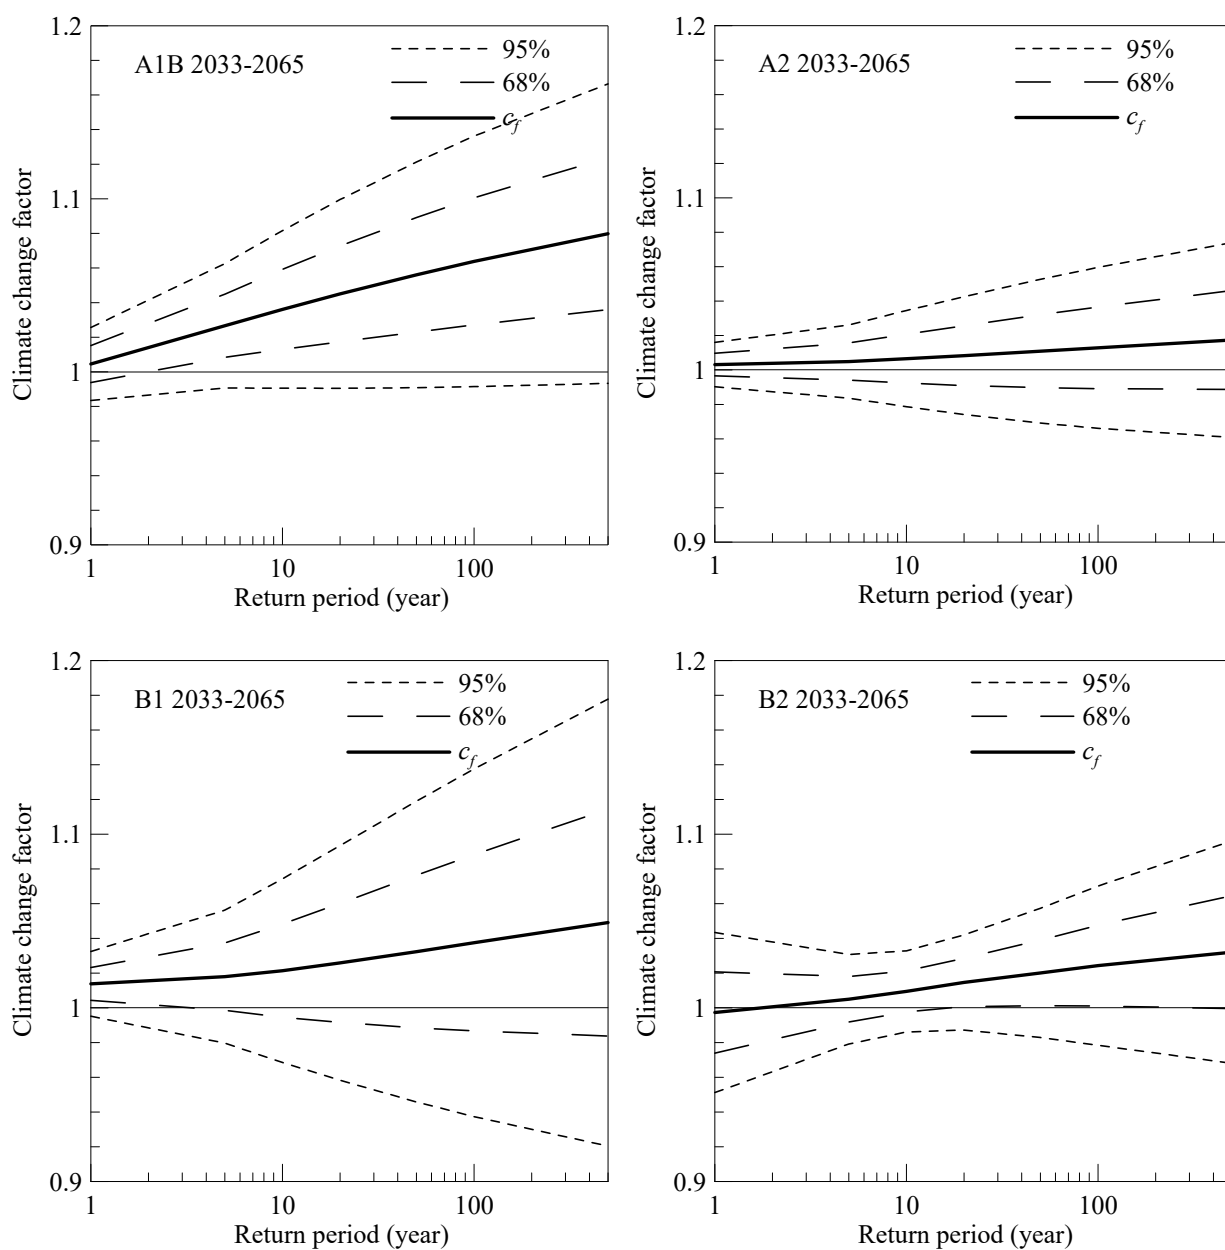 A1B 2033-2065
95%
68%
c_f
1.2
1.1
1
0.9
Climate change factor
1
10
100
Return period (year)
A2 2033-2065
95%
68%
c_f
1.2
1.1
1
0.9
Climate change factor
1
10
100
Return period (year)
B1 2033-2065
95%
68%
c_f
1.2
1.1
1
0.9
Climate change factor
1
10
100
Return period (year)
B2 2033-2065
95%
68%
c_f
1.2
1.1
1
0.9
Climate change factor
1
10
100
Return period (year)